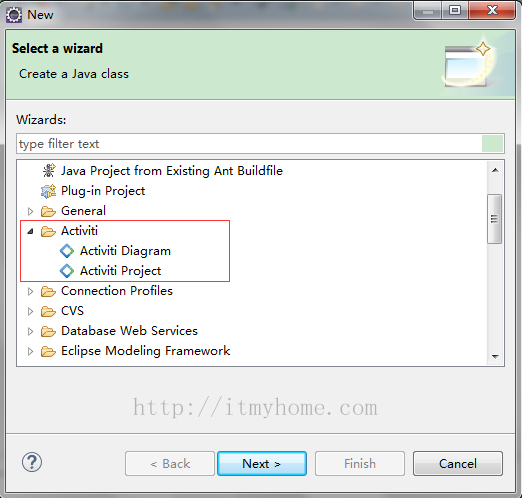 New
Select a wizard
Create a Java class
Wizards:
type filter text
Java Project from Existing Ant Buildfile
Plug-in Project
General
Activiti
Activiti Diagram
Activiti Project
Connection Profiles
CVS
Database Web Services
Eclipse Modeling Framework
http://itmyhome.com
?
< Back
Next >
Finish
Cancel